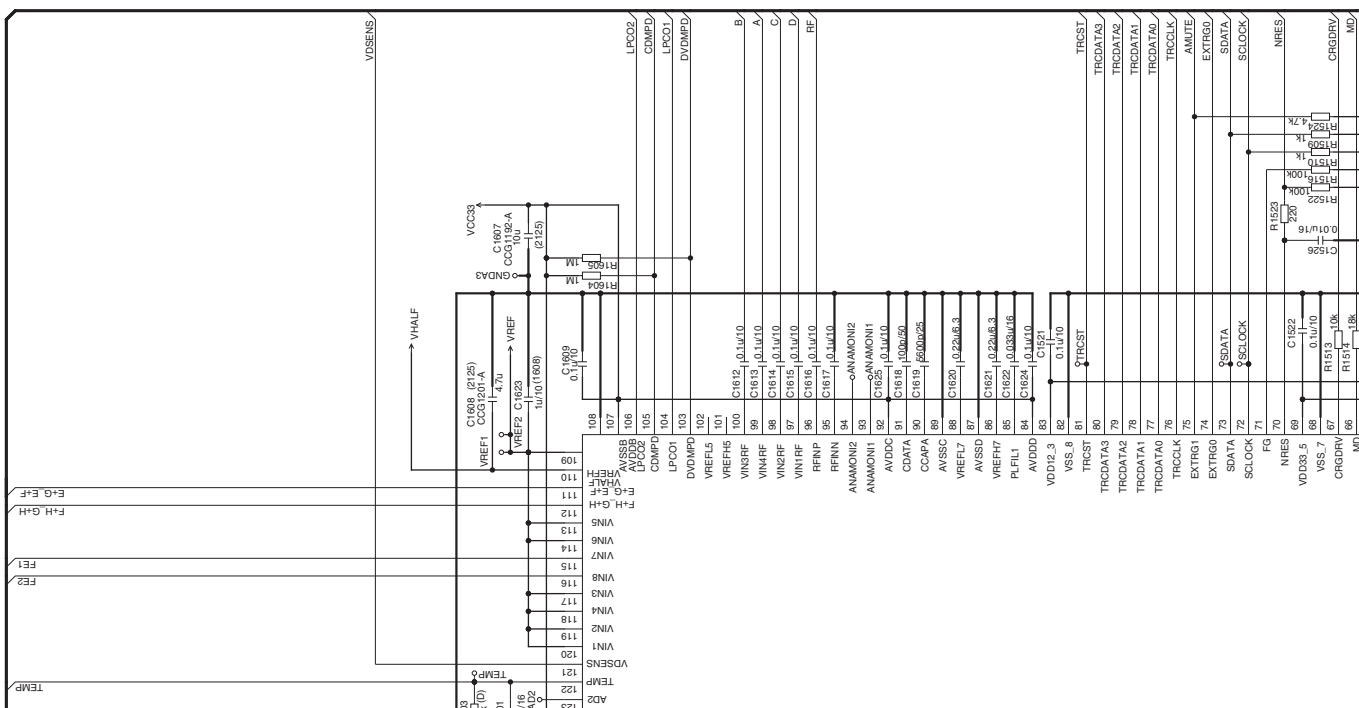 VDSENS
LPCO2
CDMPD
LPCO1
DVDMPD
B
A
C
D
RF
TRCST
TRCDATA3
TRCDATA2
TRCDATA1
TRCDATA0
TRCCLK
AMUTE
EXTRG0
SDATA
SCLOCK
NRES
CRGDRV
MD
4.7k
R1524
1k
R1509
1k
R1510
100k
R1516
100k
R1522
R1523
220
0.01u/16
C1526
VCC33
C1607
CCG1192-A
10u
(2125)
GNDA3
1M
R1605
1M
R1604
VHALF
VREF
C1608 (2125)
CCG1201-A
4.7u
C1623
1u/10 (1608)
C1609
0.1u/10
VREF1
VREF2
C1612
0.1u/10
C1613
0.1u/10
C1614
0.1u/10
C1615
0.1u/10
C1616
0.1u/10
C1617
0.1u/10
ANAMONI2
ANAMONI1
C1625
0.1u/10
C1618
100p/50
C1619
5600p/25
C1620
0.22u/6.3
C1621
0.22u/6.3
C1622
0.033u/16
C1624
0.1u/10
C1521
0.1u/10
TRCST
SDATA
SCLOCK
C1522
0.1u/10
R1513
10k
R1514
18k
108
107
106
105
104
103
102
101
100
99
98
97
96
95
94
93
92
91
90
89
88
87
86
85
84
83
82
81
80
79
78
77
76
75
74
73
72
71
70
69
68
67
66
AVSSB
AVDDB
LPCO2
CDMPD
LPCO1
DVDMPD
VREFL5
VREFH5
VIN3RF
VIN4RF
VIN2RF
VIN1RF
RFINP
RFINN
ANAMONI2
ANAMONI1
AVDDC
CDATA
CCAPA
AVSSC
VREFL7
AVSSD
VREFH7
PLFIL1
AVDDD
VDD12_3
VSS_8
TRCST
TRCDATA3
TRCDATA2
TRCDATA1
TRCDATA0
TRCCLK
EXTRG1
EXTRG0
SDATA
SCLOCK
FG
NRES
VDD33_5
VSS_7
CRGDRV
MD
109
VREFH
110
VHALF
E+G_E+F
E+G_E+F
111
F+H_G+H
F+H_G+H
112
VIN5
113
VIN6
114
VIN7
FE1
115
VIN8
FE2
116
VIN3
117
VIN4
118
VIN2
119
VIN1
120
VDSENS
121
TEMP
TEMP
TEMP
122
AD2
123
03
(D)
01
/16
AD2